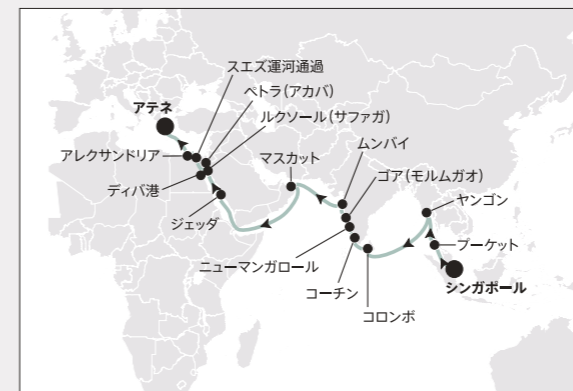 スエズ運河通過
ペトラ(アカバ)
アテネ
ルクソール(サファガ)
ムンバイ
アレクサンドリア
マスカット
ゴア(モルムガオ)
ディバ港
ヤンゴン
ジェッダ
プーケット
ニューマンガロール
シンガポール
コーチン
コロンボ